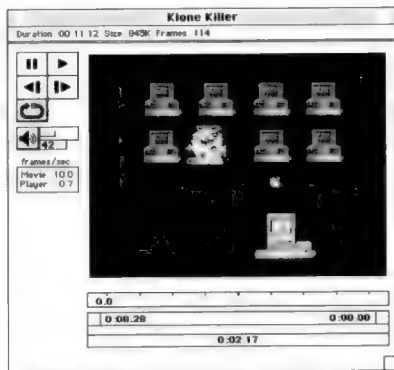 Klone Killer
Duration 00 11 12 Size 845K Frames 114
42
frames/sec
Movie 10.0
Player 0.7
0.0
0:08.28 0:00.00
0:02 17